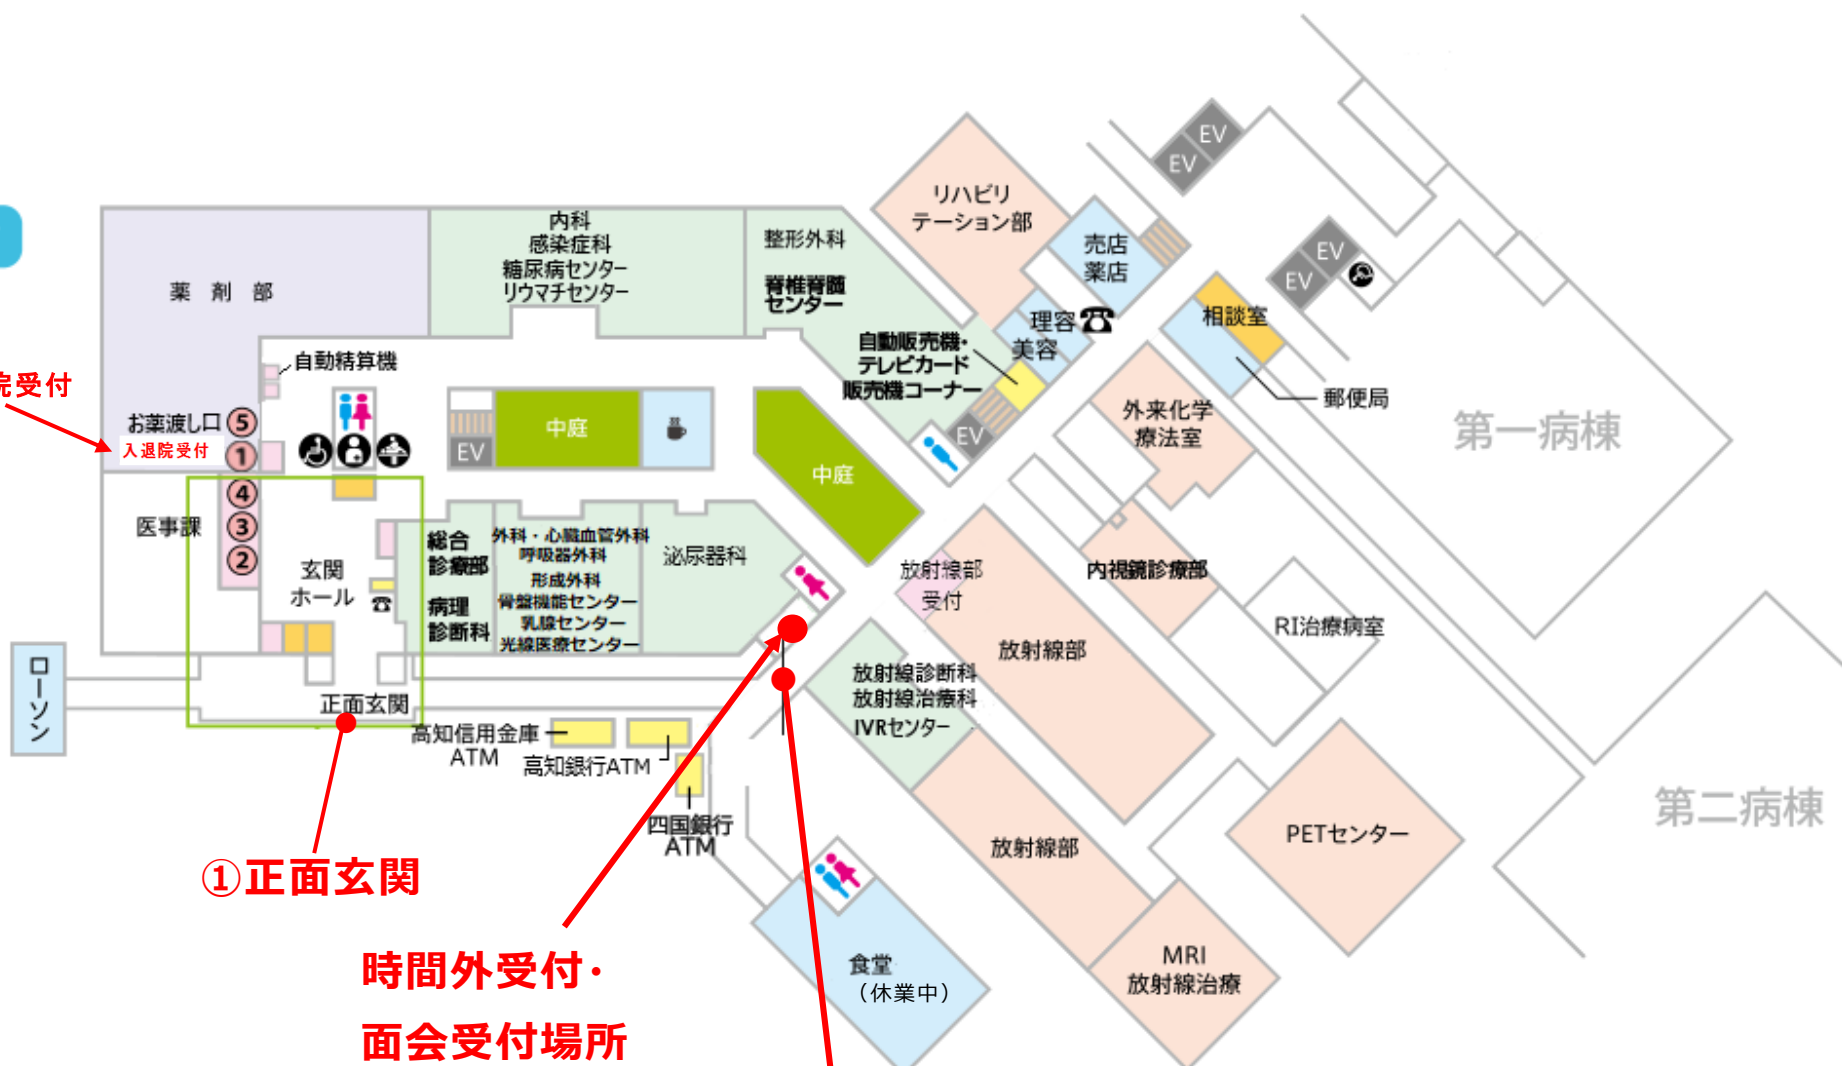 EV
EV
リハビリ
テーション部
内科
感染症科
糖尿病センター
リウマチセンター
整形外科
脊椎脊髄
センター
売店
薬店
EV
EV
薬 剤 部
相談室
理容
美容
自動販売機・
テレビカード
販売機コーナー
自動精算機
院受付
郵便局
外来化学
療法室
第一病棟
お薬渡し口
⑤
入退院受付
①
中庭
EV
EV
中庭
④
③
②
医事課
総合
診療部
病理
診断科
外科・心臓血管外科
呼吸器外科
形成外科
骨盤機能センター
乳腺センター
光線医療センター
泌尿器科
玄関
ホール
放射線部
受付
内視鏡診療部
RI治療病室
放射線部
ローソン
放射線診断科
放射線治療科
IVRセンター
正面玄関
高知信用金庫
ATM
高知銀行ATM
四国銀行
ATM
第二病棟
PETセンター
放射線部
①正面玄関
時間外受付・
面会受付場所
食堂
（休業中）
MRI
放射線治療